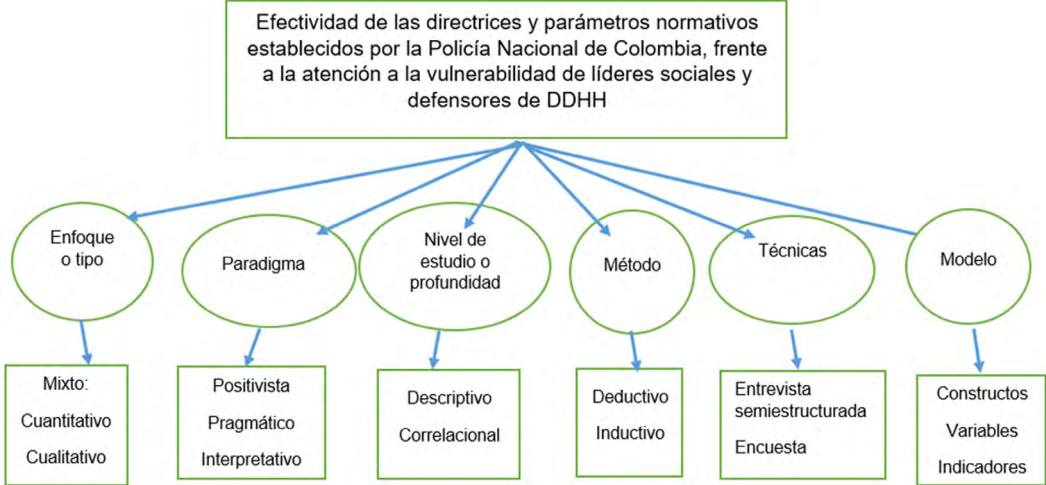 Efectividad de las directrices y parámetros normativos
establecidos por la Policía Nacional de Colombia, frente
a la atención a la vulnerabilidad de líderes sociales y
defensores de DDHH
Enfoque
o tipo
Paradigma
Nivel de
estudio o
profundidad
Método
Técnicas
Modelo
Mixto:
Cuantitativo
Cualitativo
Positivista
Pragmático
Interpretativo
Descriptivo
Correlacional
Deductivo
Inductivo
Entrevista
semiestructurada
Encuesta
Constructos
Variables
Indicadores